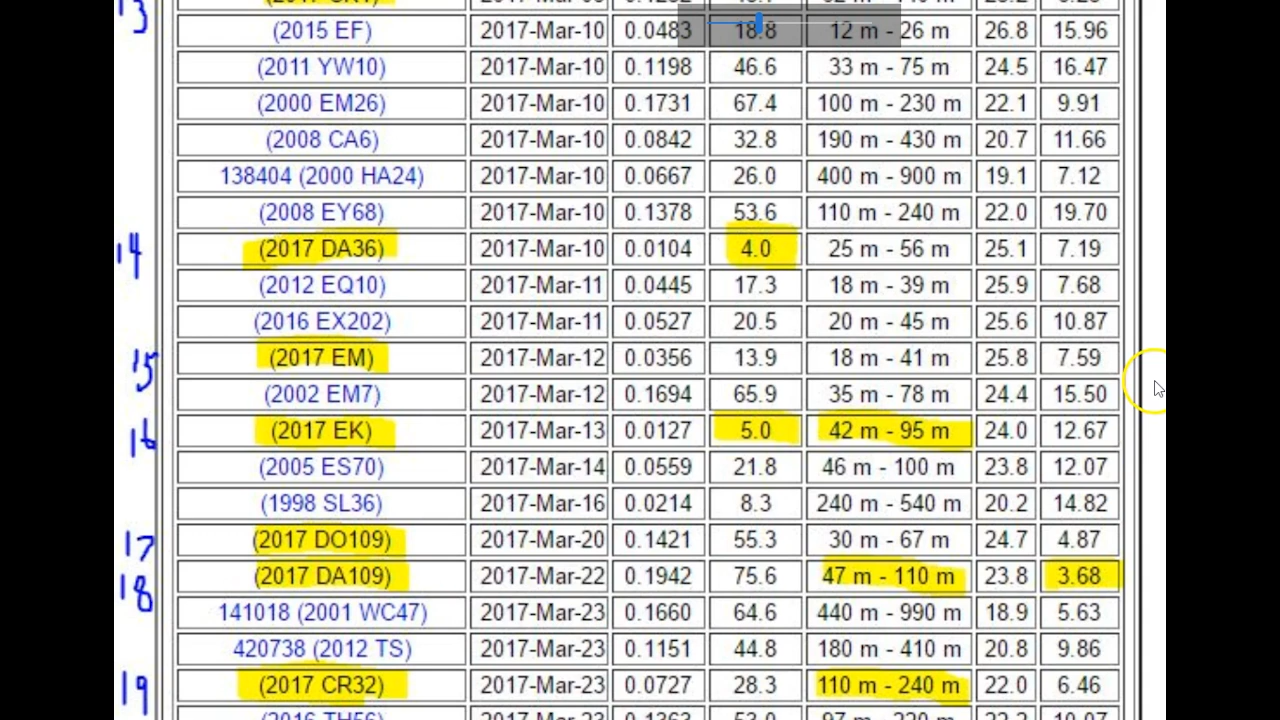 13
(2015 EF) 2017-Mar-10 0.0483 18.8 12 m - 26 m 26.8 15.96
(2011 YW10) 2017-Mar-10 0.1198 46.6 33 m - 75 m 24.5 16.47
(2000 EM26) 2017-Mar-10 0.1731 67.4 100 m - 230 m 22.1 9.91
(2008 CA6) 2017-Mar-10 0.0842 32.8 190 m - 430 m 20.7 11.66
138404 (2000 HA24) 2017-Mar-10 0.0667 26.0 400 m - 900 m 19.1 7.12
(2008 EY68) 2017-Mar-10 0.1378 53.6 110 m - 240 m 22.0 19.70
14 (2017 DA36) 2017-Mar-10 0.0104 4.0 25 m - 56 m 25.1 7.19
(2012 EQ10) 2017-Mar-11 0.0445 17.3 18 m - 39 m 25.9 7.68
(2016 EX202) 2017-Mar-11 0.0527 20.5 20 m - 45 m 25.6 10.87
15 (2017 EM) 2017-Mar-12 0.0356 13.9 18 m - 41 m 25.8 7.59
(2002 EM7) 2017-Mar-12 0.1694 65.9 35 m - 78 m 24.4 15.50
16 (2017 EK) 2017-Mar-13 0.0127 5.0 42 m - 95 m 24.0 12.67
(2005 ES70) 2017-Mar-14 0.0559 21.8 46 m - 100 m 23.8 12.07
(1998 SL36) 2017-Mar-16 0.0214 8.3 240 m - 540 m 20.2 14.82
17 (2017 DO109) 2017-Mar-20 0.1421 55.3 30 m - 67 m 24.7 4.87
18 (2017 DA109) 2017-Mar-22 0.1942 75.6 47 m - 110 m 23.8 3.68
141018 (2001 WC47) 2017-Mar-23 0.1660 64.6 440 m - 990 m 18.9 5.63
420738 (2012 TS) 2017-Mar-23 0.1151 44.8 180 m - 410 m 20.8 9.86
19 (2017 CR32) 2017-Mar-23 0.0727 28.3 110 m - 240 m 22.0 6.46